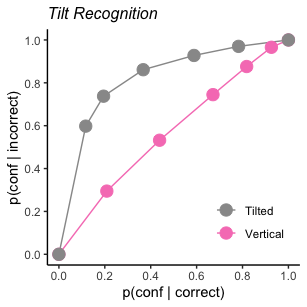 Tilt Recognition
p(conf | incorrect)
1.0
0.8
0.6
0.4
0.2
0.0
Tilted
Vertical
0.0 0.2 0.4 0.6 0.8 1.0
p(conf | correct)